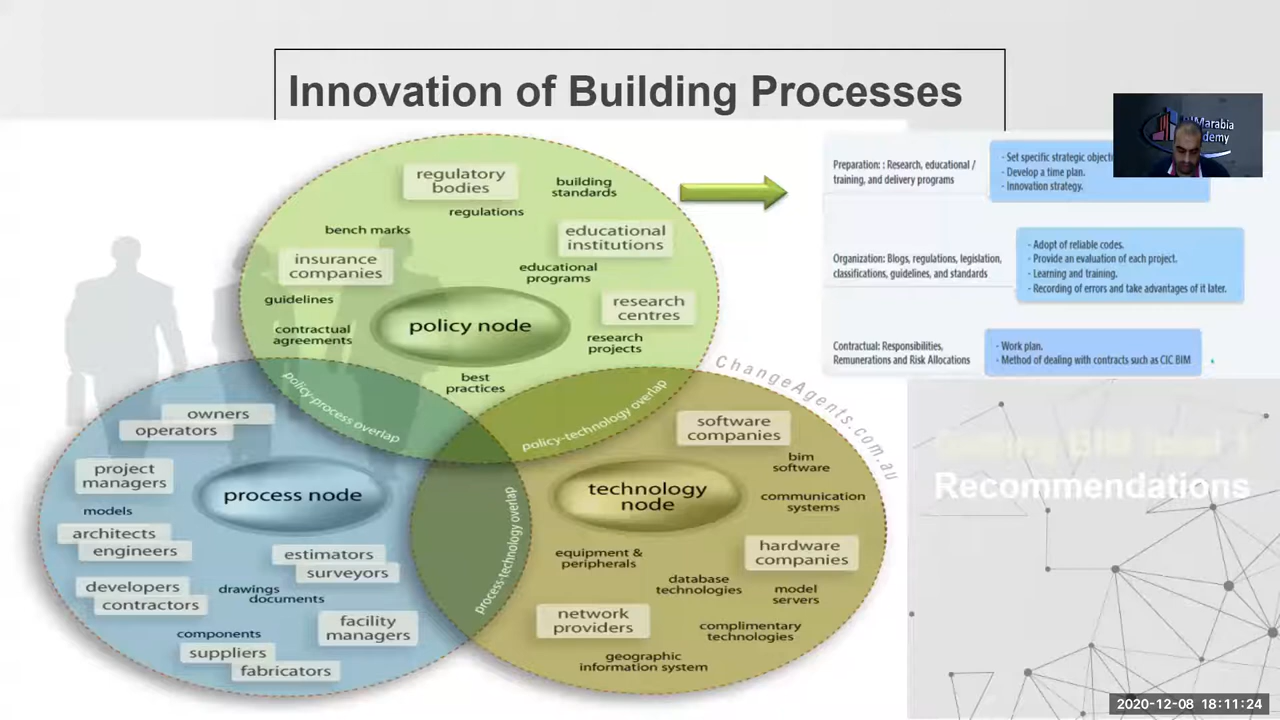 Innovation of Building Processes
regulatory
bodies
building
standards
regulations
bench marks
educational
institutions
insurance
companies
educational
programs
guidelines
research
centres
policy node
contractual
agreements
research
projects
best
practices
policy-process overlap
policy-technology overlap
ChangeAgents.com.au
owners
operators
project
managers
process node
models
architects
engineers
estimators
surveyors
developers
contractors
drawings
documents
facility
managers
components
suppliers
fabricators
process-technology overlap
software
companies
bim
software
technology
node
communication
systems
equipment &
peripherals
hardware
companies
database
technologies
model
servers
network
providers
complimentary
technologies
geographic
information system
Preparation: : Research, educational /
training, and delivery programs
- Set specific strategic
- Develop a time plan.
- Innovation strategy.
Organization: Blogs, regulations, legislation,
classifications, guidelines, and standards
- Adopt of reliable codes.
- Provide an evaluation of each project.
- Learning and training.
- Recording of errors and take advantages of it later.
Contractual: Responsibilities,
Remunerations and Risk Allocations
- Work plan.
- Method of dealing with contracts such as CIC BIM
Recommendations
2020-12-08 18:11:24